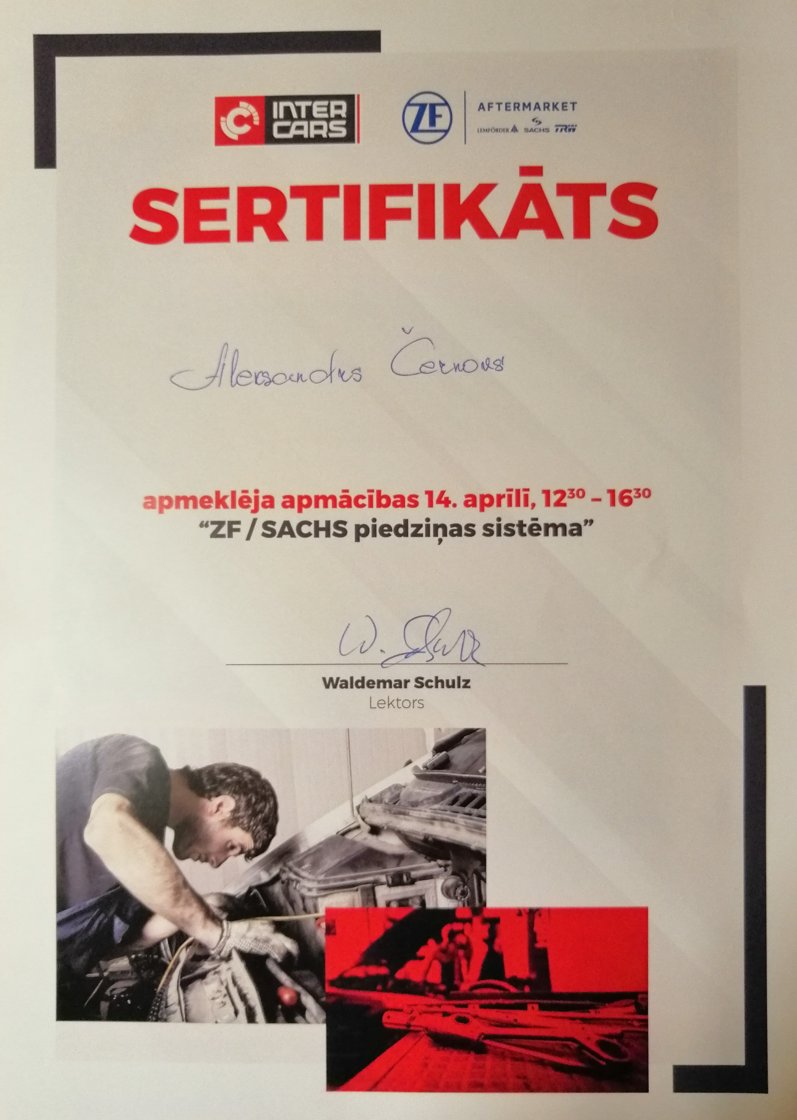 INTER CARS
ZF
AFTERMARKET
LEMFÖRDER SACHS TRW
SERTIFIKĀTS
Aleksandrs Černovs
apmeklēja apmācības 14. aprīlī, 12³⁰ – 16³⁰
“ZF / SACHS piedziņas sistēma”
W. Schulz
Waldemar Schulz
Lektors